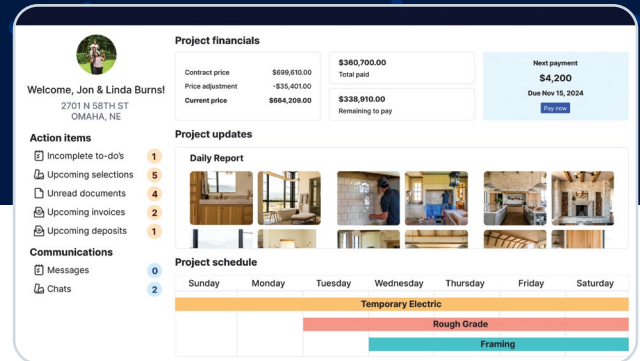 Welcome, Jon & Linda Burns!
2701 N 58TH ST
OMAHA, NE
Action items
Incomplete to-do's 1
Upcoming selections 5
Unread documents 4
Upcoming invoices 2
Upcoming deposits 1
Communications
Messages 0
Chats 2
Project financials
Contract price $699,610.00
Price adjustment -$35,401.00
Current price $664,209.00
$360,700.00
Total paid
$338,910.00
Remaining to pay
Next payment
$4,200
Due Nov 15, 2024
Pay now
Project updates
Daily Report
Project schedule
Sunday Monday Tuesday Wednesday Thursday Friday Saturday
Temporary Electric
Rough Grade
Framing